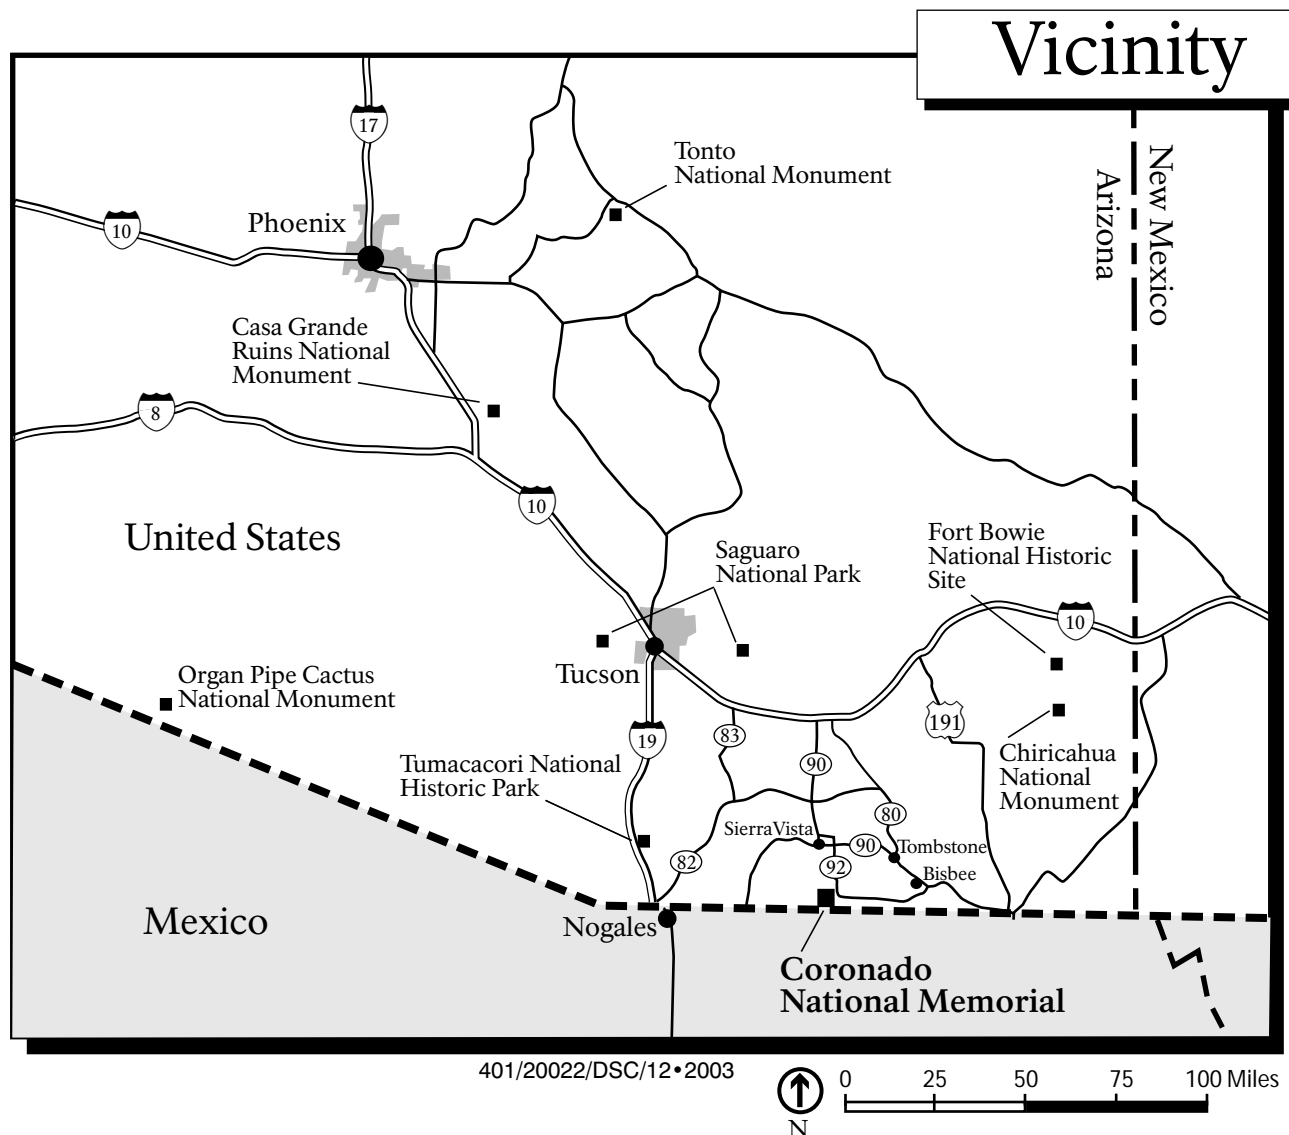 Vicinity
17
Tonto
National Monument
New Mexico
Arizona
10
Phoenix
Casa Grande
Ruins National
Monument
8
10
United States
Fort Bowie
National Historic
Site
Saguaro
National Park
10
Organ Pipe Cactus
National Monument
Tucson
191
19
83
90
Chiricahua
National
Monument
Tumacacori National
Historic Park
80
Sierra Vista
90
Tombstone
82
92
Bisbee
Mexico
Nogales
Coronado
National Memorial
401/20022/DSC/12•2003
N
0 25 50 75 100 Miles